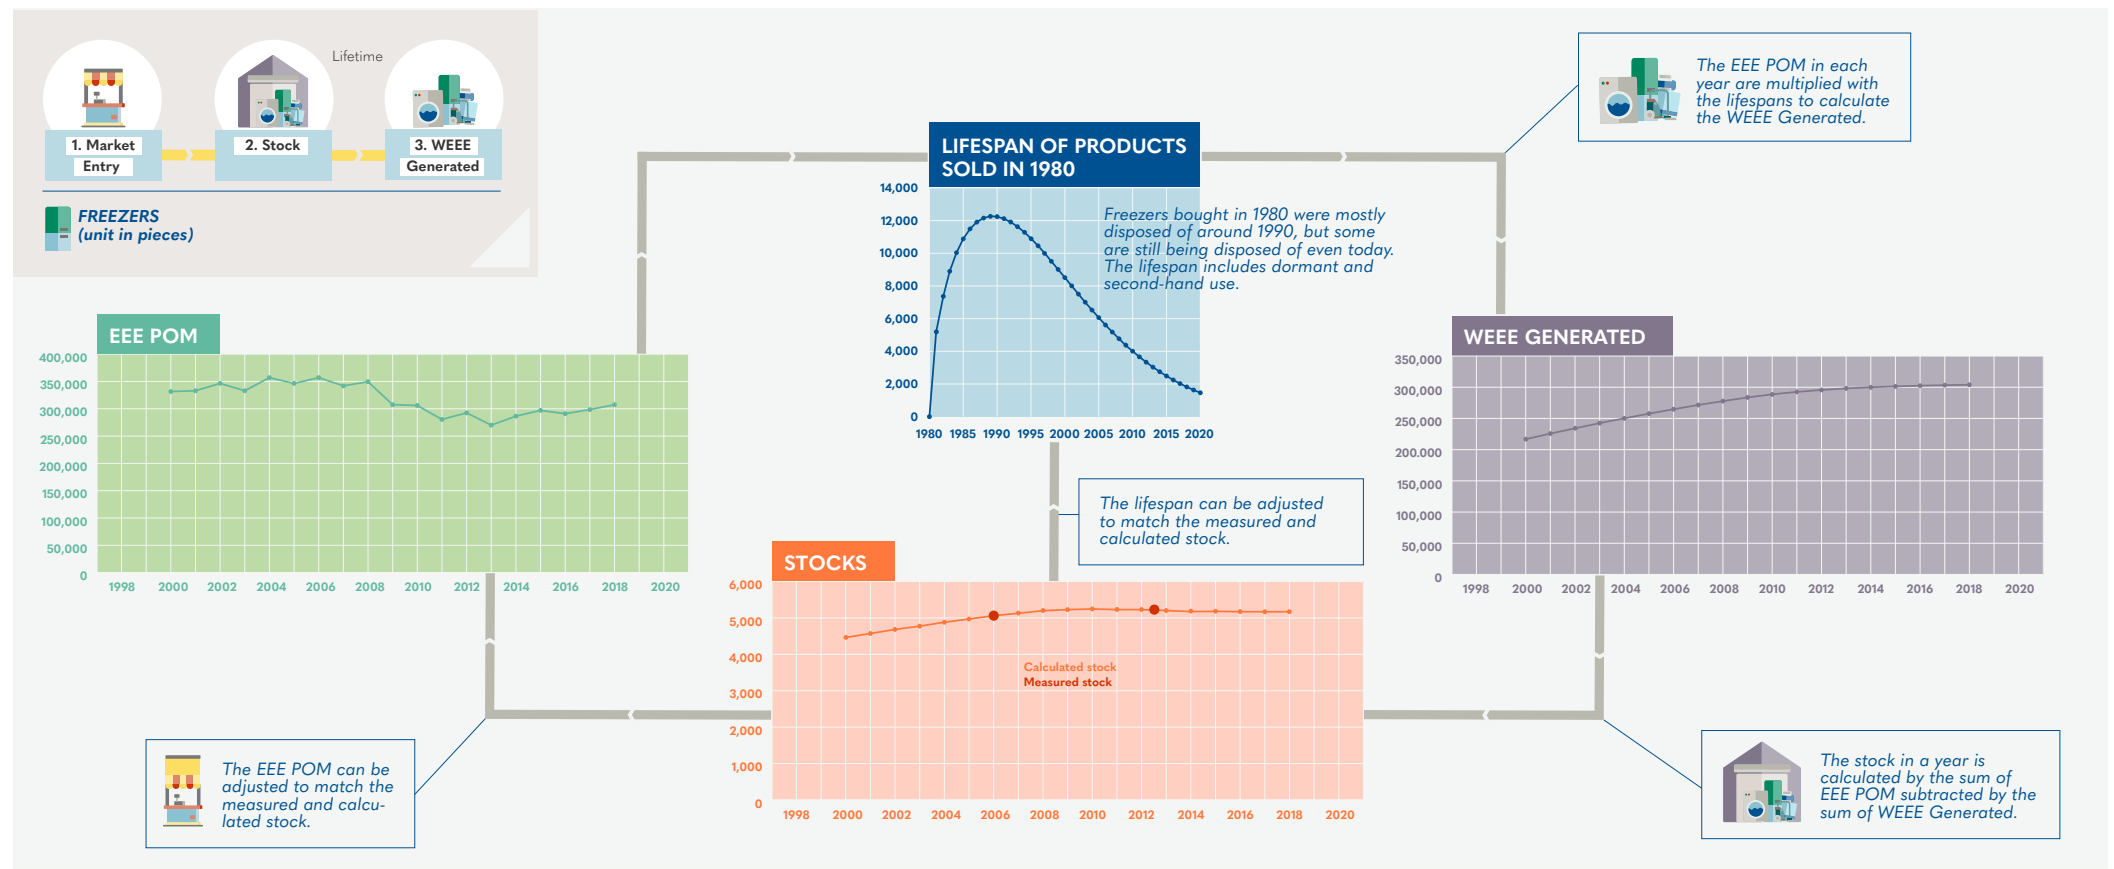 Lifetime
1. Market
Entry
2. Stock
3. WEEE
Generated
FREEZERS
(unit in pieces)
The EEE POM in each
year are multiplied with
the lifespans to calculate
the WEEE Generated.
LIFESPAN OF PRODUCTS
SOLD IN 1980
14,000
12,000
10,000
8,000
6,000
4,000
2,000
0
1980 1985 1990 1995 2000 2005 2010 2015 2020
Freezers bought in 1980 were mostly
disposed of around 1990, but some
are still being disposed of even today.
The lifespan includes dormant and
second-hand use.
EEE POM
400,000
350,000
300,000
250,000
200,000
150,000
100,000
50,000
0
1998 2000 2002 2004 2006 2008 2010 2012 2014 2016 2018 2020
WEEE GENERATED
350,000
300,000
250,000
200.000
150,000
100,000
50,000
0
1998 2000 2002 2004 2006 2008 2010 2012 2014 2016 2018 2020
The lifespan can be adjusted
to match the measured and
calculated stock.
STOCKS
6,000
5,000
4,000
3,000
2,000
1,000
0
Calculated stock
Measured stock
1998 2000 2002 2004 2006 2008 2010 2012 2014 2016 2018 2020
The EEE POM can be
adjusted to match the
measured and calcu-
lated stock.
The stock in a year is
calculated by the sum of
EEE POM subtracted by the
sum of WEEE Generated.